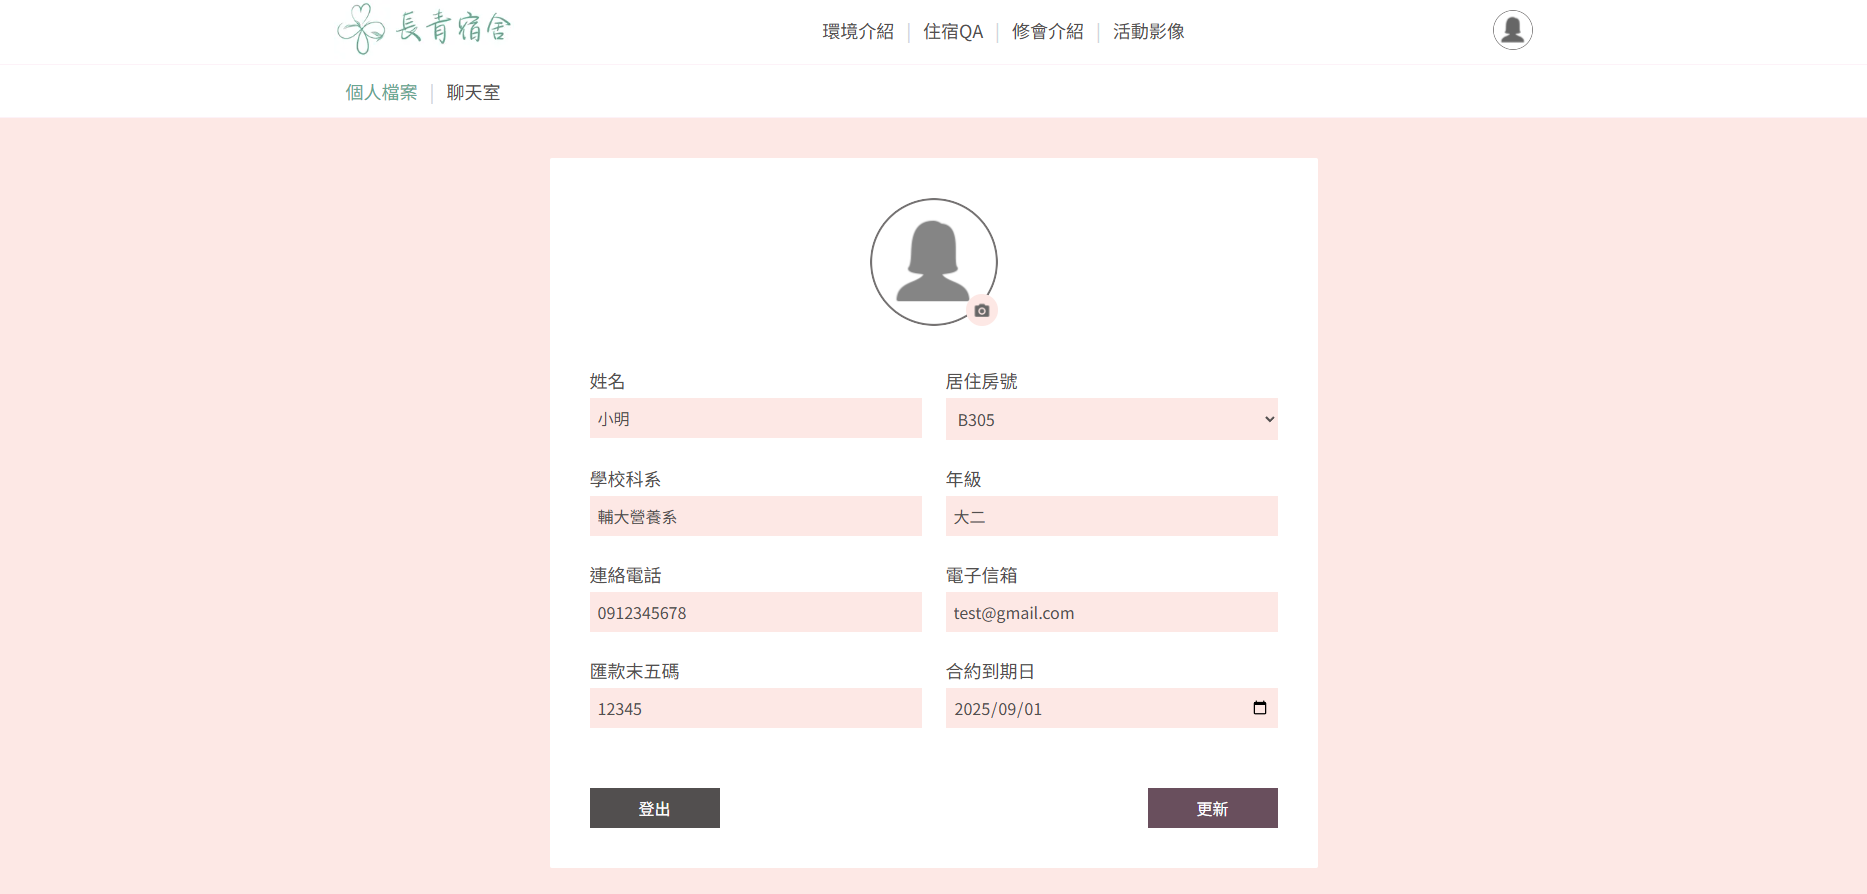 長青宿舍
環境介紹 | 住宿QA | 修會介紹 | 活動影像
個人檔案 | 聊天室
姓名
居住房號
小明
B305
學校科系
年級
輔大營養系
大二
連絡電話
電子信箱
0912345678
test@gmail.com
匯款末五碼
合約到期日
12345
2025/09/01
登出
更新